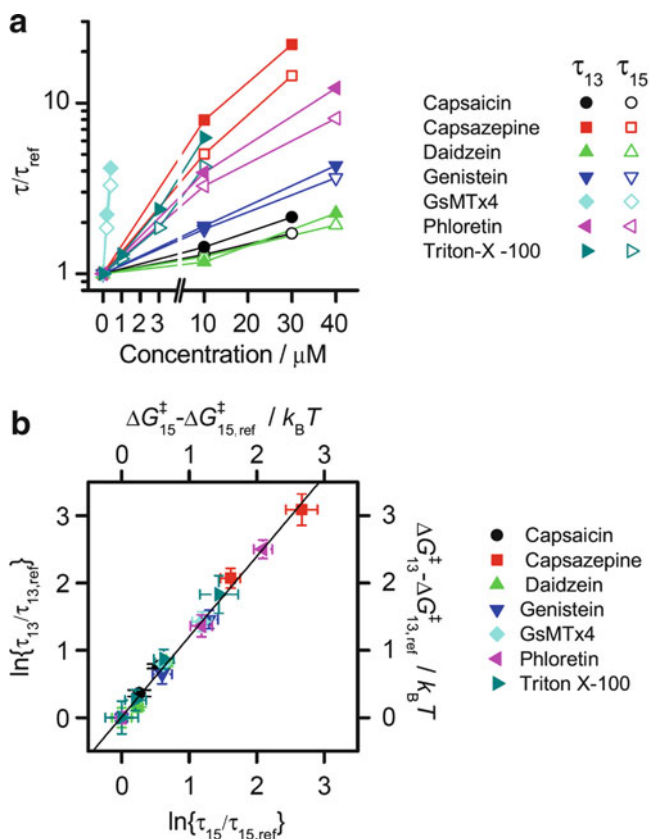 a
τ/τref
10
1
0 1 2 3 10 20 30 40
Concentration / μM
τ13 τ15
Capsaicin
Capsazepine
Daidzein
Genistein
GsMTx4
Phloretin
Triton-X -100
b
ΔG‡15-ΔG‡15,ref / kBT
0 1 2 3
ln{τ13/τ13,ref}
3
2
1
0
3
2
1
0
ΔG‡13-ΔG‡13,ref / kBT
0 1 2 3
ln{τ15/τ15,ref}
Capsaicin
Capsazepine
Daidzein
Genistein
GsMTx4
Phloretin
Triton X-100